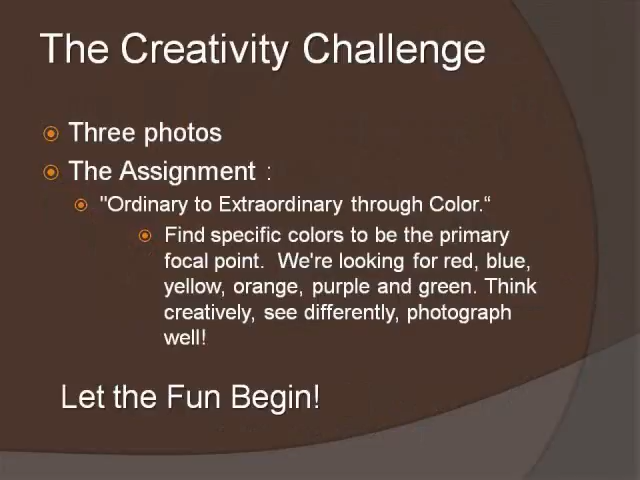 The Creativity Challenge
Three photos
The Assignment :
"Ordinary to Extraordinary through Color.“
Find specific colors to be the primary
focal point.  We're looking for red, blue,
yellow, orange, purple and green. Think
creatively, see differently, photograph
well!
Let the Fun Begin!